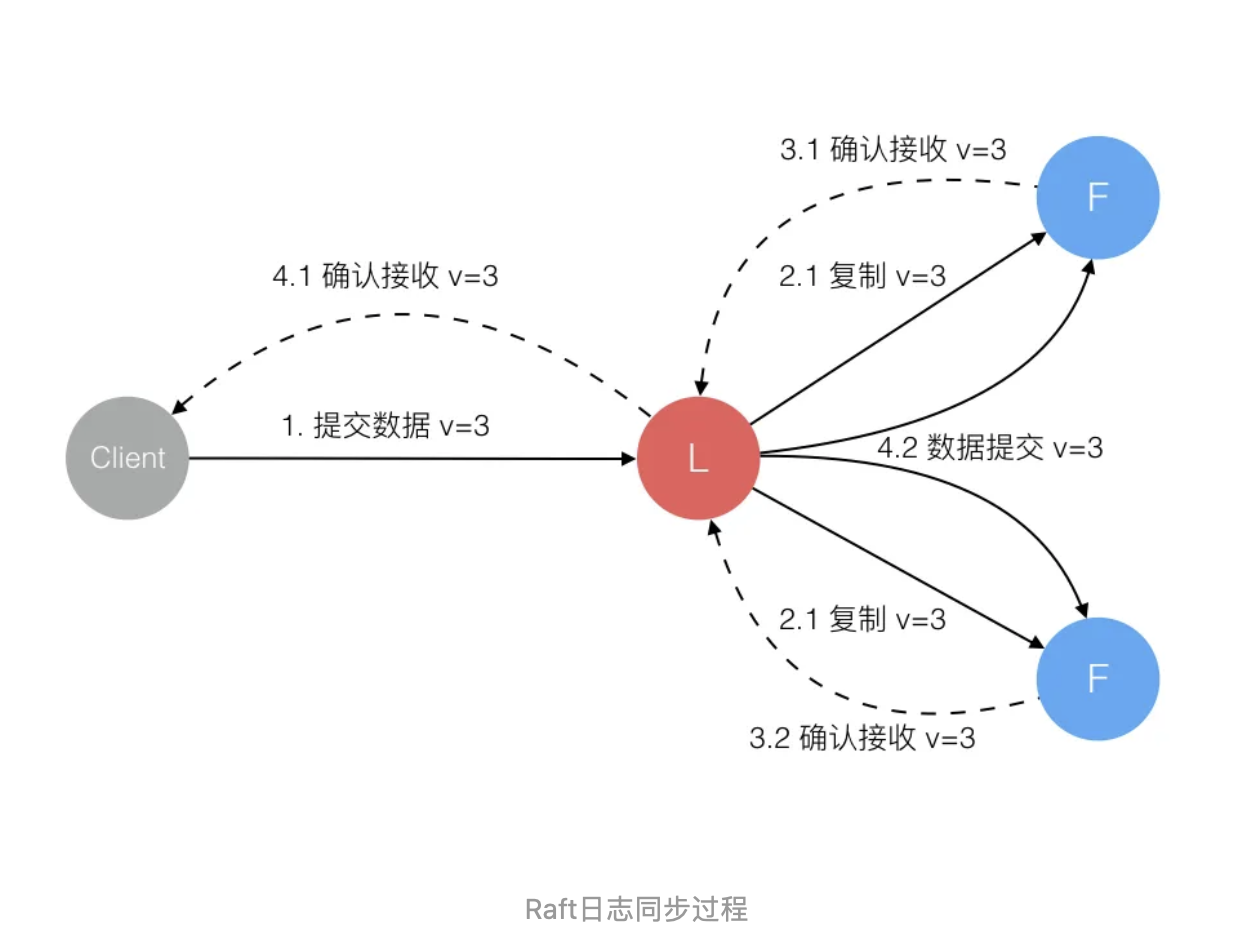 3.1 确认接收 v=3
F
4.1 确认接收 v=3
2.1 复制 v=3
1. 提交数据 v=3
Client
L
4.2 数据提交 v=3
2.1 复制 v=3
F
3.2 确认接收 v=3
Raft日志同步过程